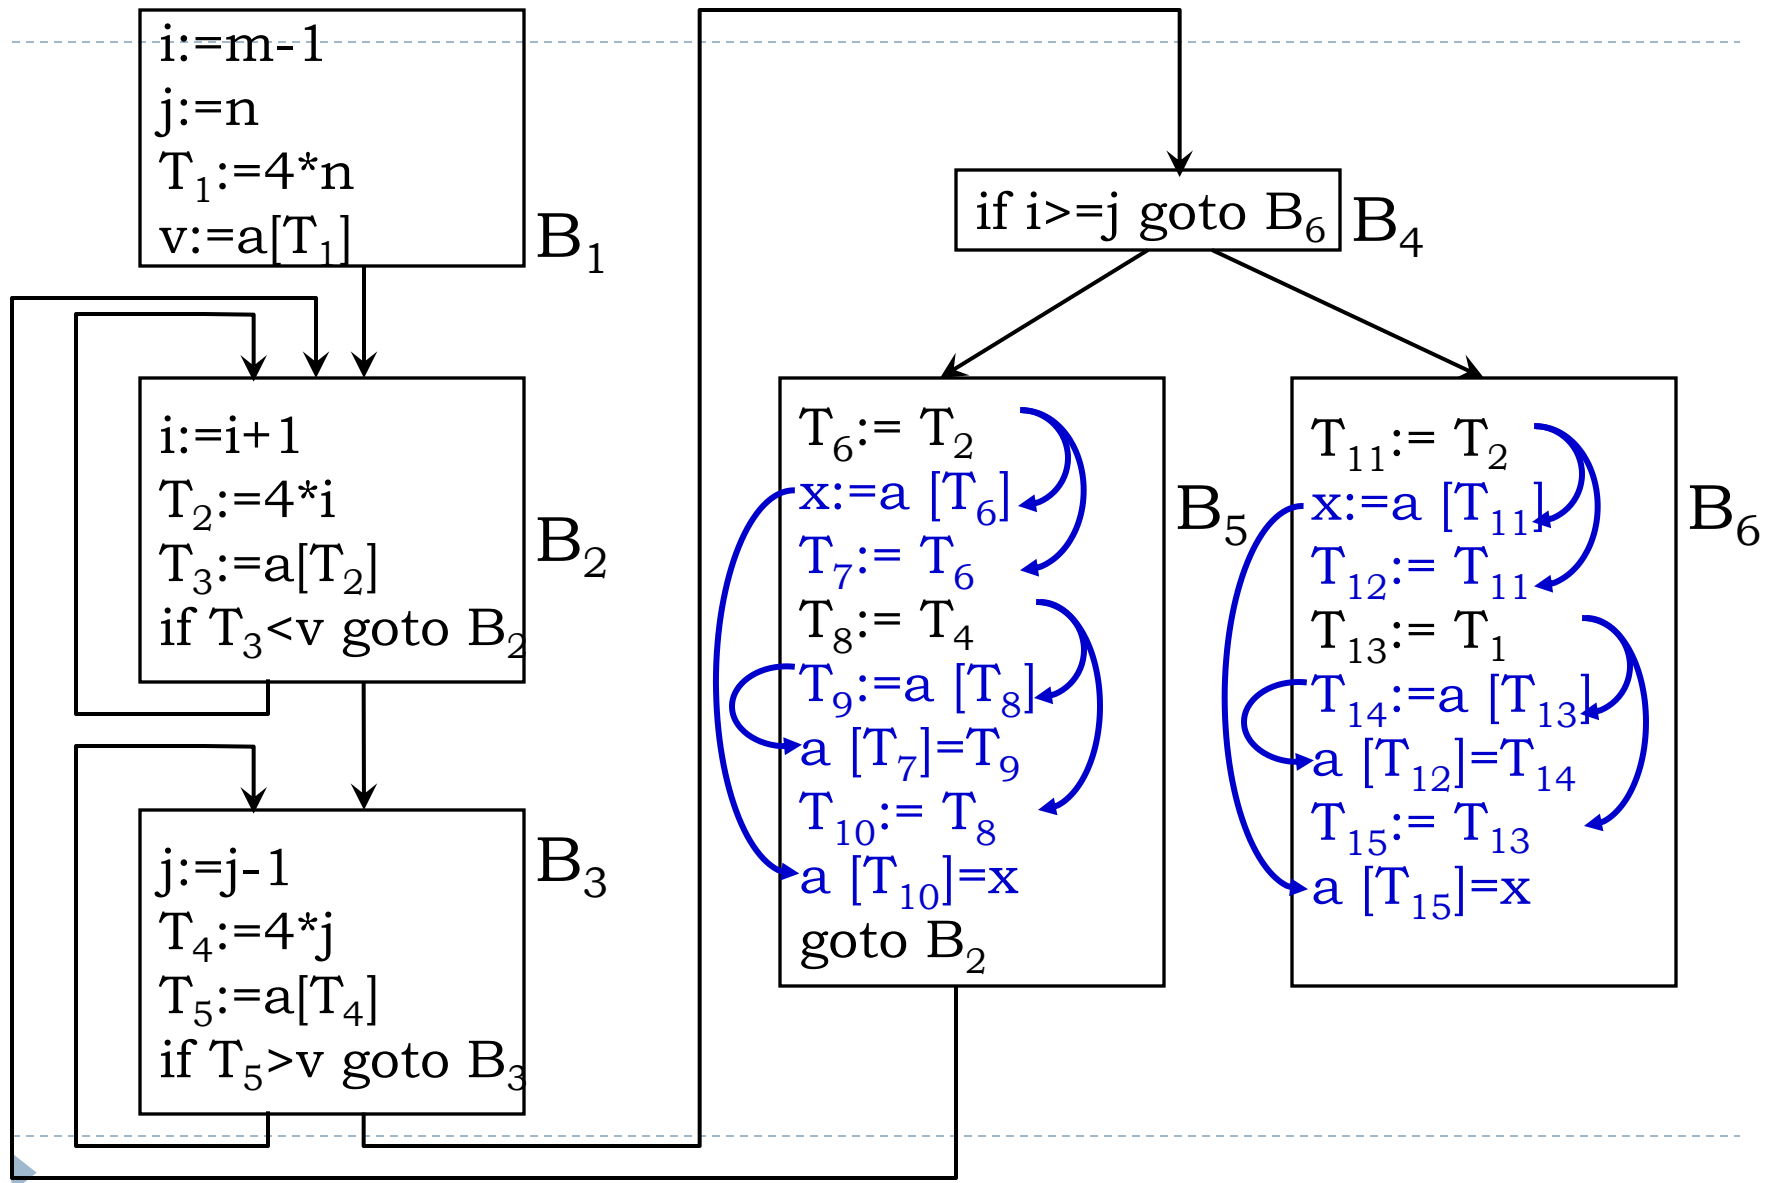 i:=m-1
j:=n
T₁:=4*n
v:=a[T₁]
B₁
i:=i+1
T₂:=4*i
T₃:=a[T₂]
if T₃<v goto B₂
B₂
j:=j-1
T₄:=4*j
T₅:=a[T₄]
if T₅>v goto B₃
B₃
if i>=j goto B₆
B₄
T₆:= T₂
x:=a [T₆]
T₇:= T₆
T₈:= T₄
T₉:=a [T₈]
a [T₇]=T₉
T₁₀:= T₈
a [T₁₀]=x
goto B₂
B₅
T₁₁:= T₂
x:=a [T₁₁]
T₁₂:= T₁₁
T₁₃:= T₁
T₁₄:=a [T₁₃]
a [T₁₂]=T₁₄
T₁₅:= T₁₃
a [T₁₅]=x
B₆